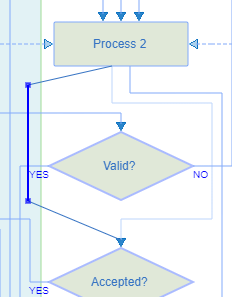 Process 2
Valid?
YES
NO
Accepted?
YES